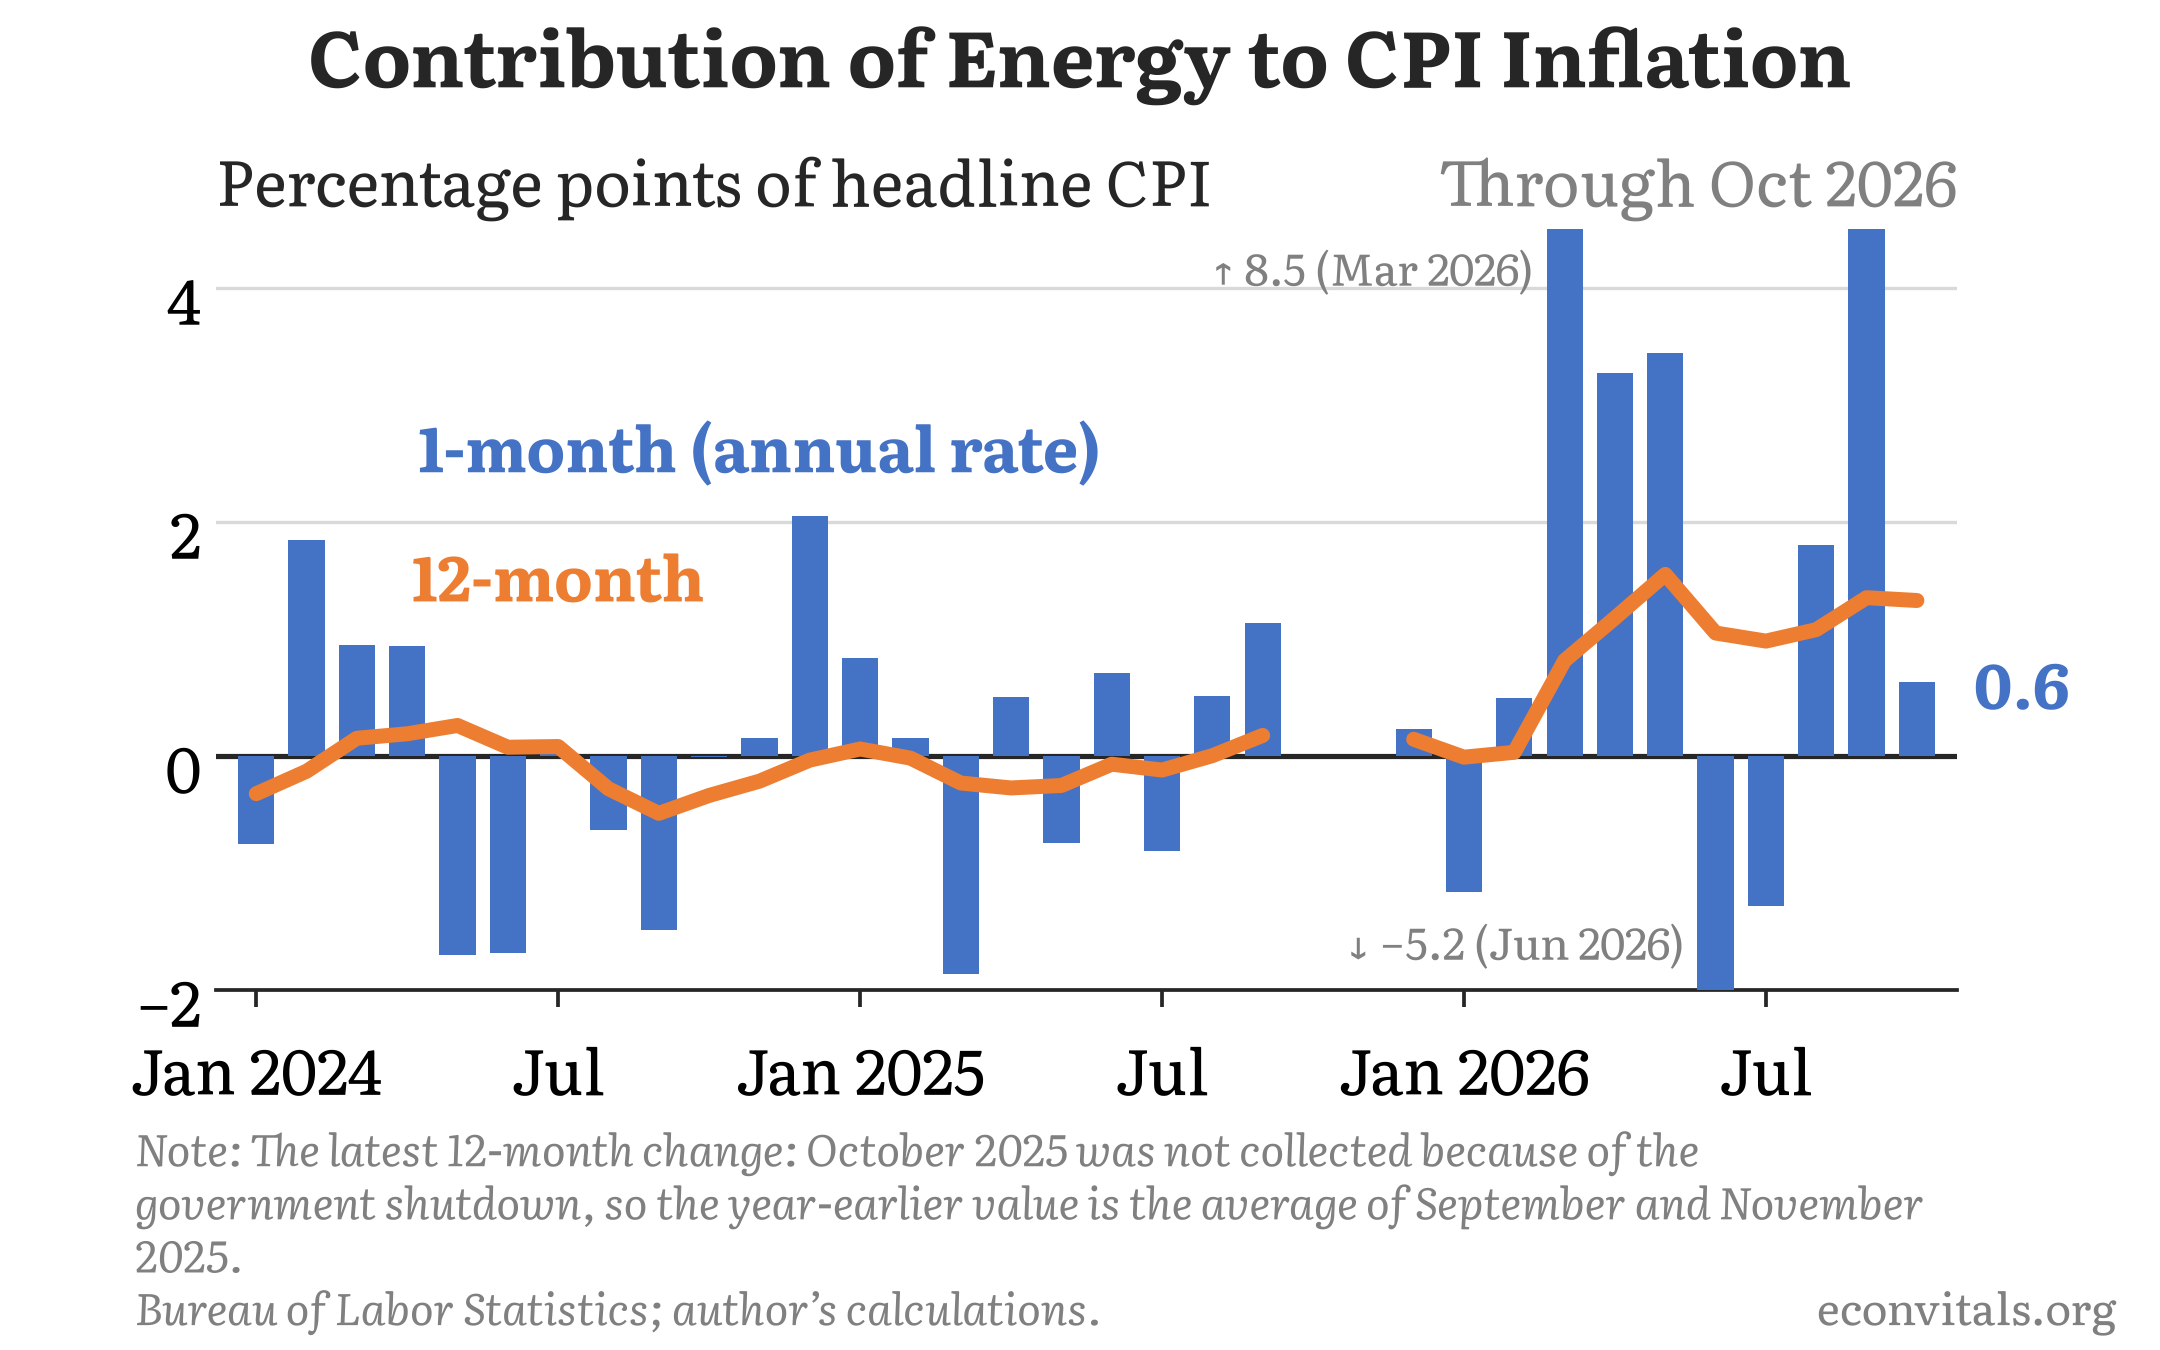 Contribution of Energy to CPI Inflation
Percentage points of headline CPI
Through Oct 2026
↑ 8.5 (Mar 2026)
4
1-month (annual rate)
2
12-month
0.6
0
↓ −5.2 (Jun 2026)
−2
Jan 2024
Jul
Jan 2025
Jul
Jan 2026
Jul
Note: The latest 12-month change: October 2025 was not collected because of the
government shutdown, so the year-earlier value is the average of September and November
2025.
Bureau of Labor Statistics; author’s calculations.
econvitals.org